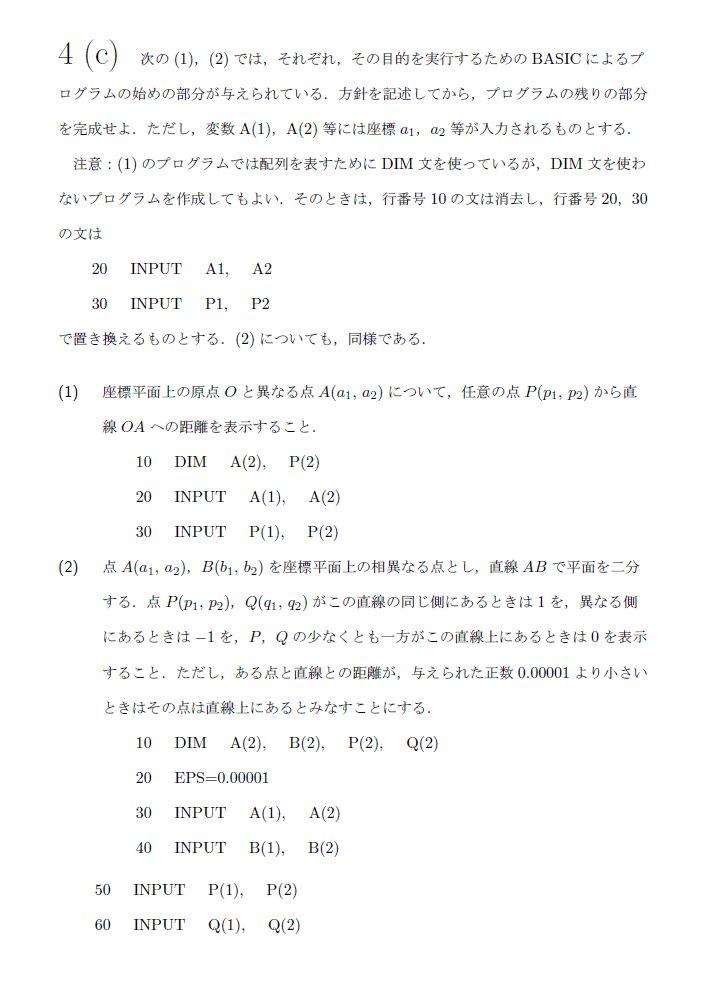 4 (c) 次の (1), (2) では, それぞれ, その目的を実行するための BASIC によるプ
ログラムの始めの部分が与えられている. 方針を記述してから, プログラムの残りの部分
を完成せよ. ただし, 変数 A(1), A(2) 等には座標 a₁, a₂ 等が入力されるものとする.
注意 : (1) のプログラムでは配列を表すために DIM 文を使っているが, DIM 文を使わ
ないプログラムを作成してもよい. そのときは, 行番号 10 の文は消去し, 行番号 20, 30
の文は
20 INPUT A1, A2
30 INPUT P1, P2
で置き換えるものとする. (2) についても, 同様である.
(1) 座標平面上の原点 O と異なる点 A(a₁, a₂) について, 任意の点 P(p₁, p₂) から直
線 OA への距離を表示すること.
10 DIM A(2), P(2)
20 INPUT A(1), A(2)
30 INPUT P(1), P(2)
(2) 点 A(a₁, a₂), B(b₁, b₂) を座標平面上の相異なる点とし, 直線 AB で平面を二分
する. 点 P(p₁, p₂), Q(q₁, q₂) がこの直線の同じ側にあるときは 1 を, 異なる側
にあるときは −1 を, P, Q の少なくとも一方がこの直線上にあるときは 0 を表示
すること. ただし, ある点と直線との距離が, 与えられた正数 0.00001 より小さい
ときはその点は直線上にあるとみなすことにする.
10 DIM A(2), B(2), P(2), Q(2)
20 EPS=0.00001
30 INPUT A(1), A(2)
40 INPUT B(1), B(2)
50 INPUT P(1), P(2)
60 INPUT Q(1), Q(2)